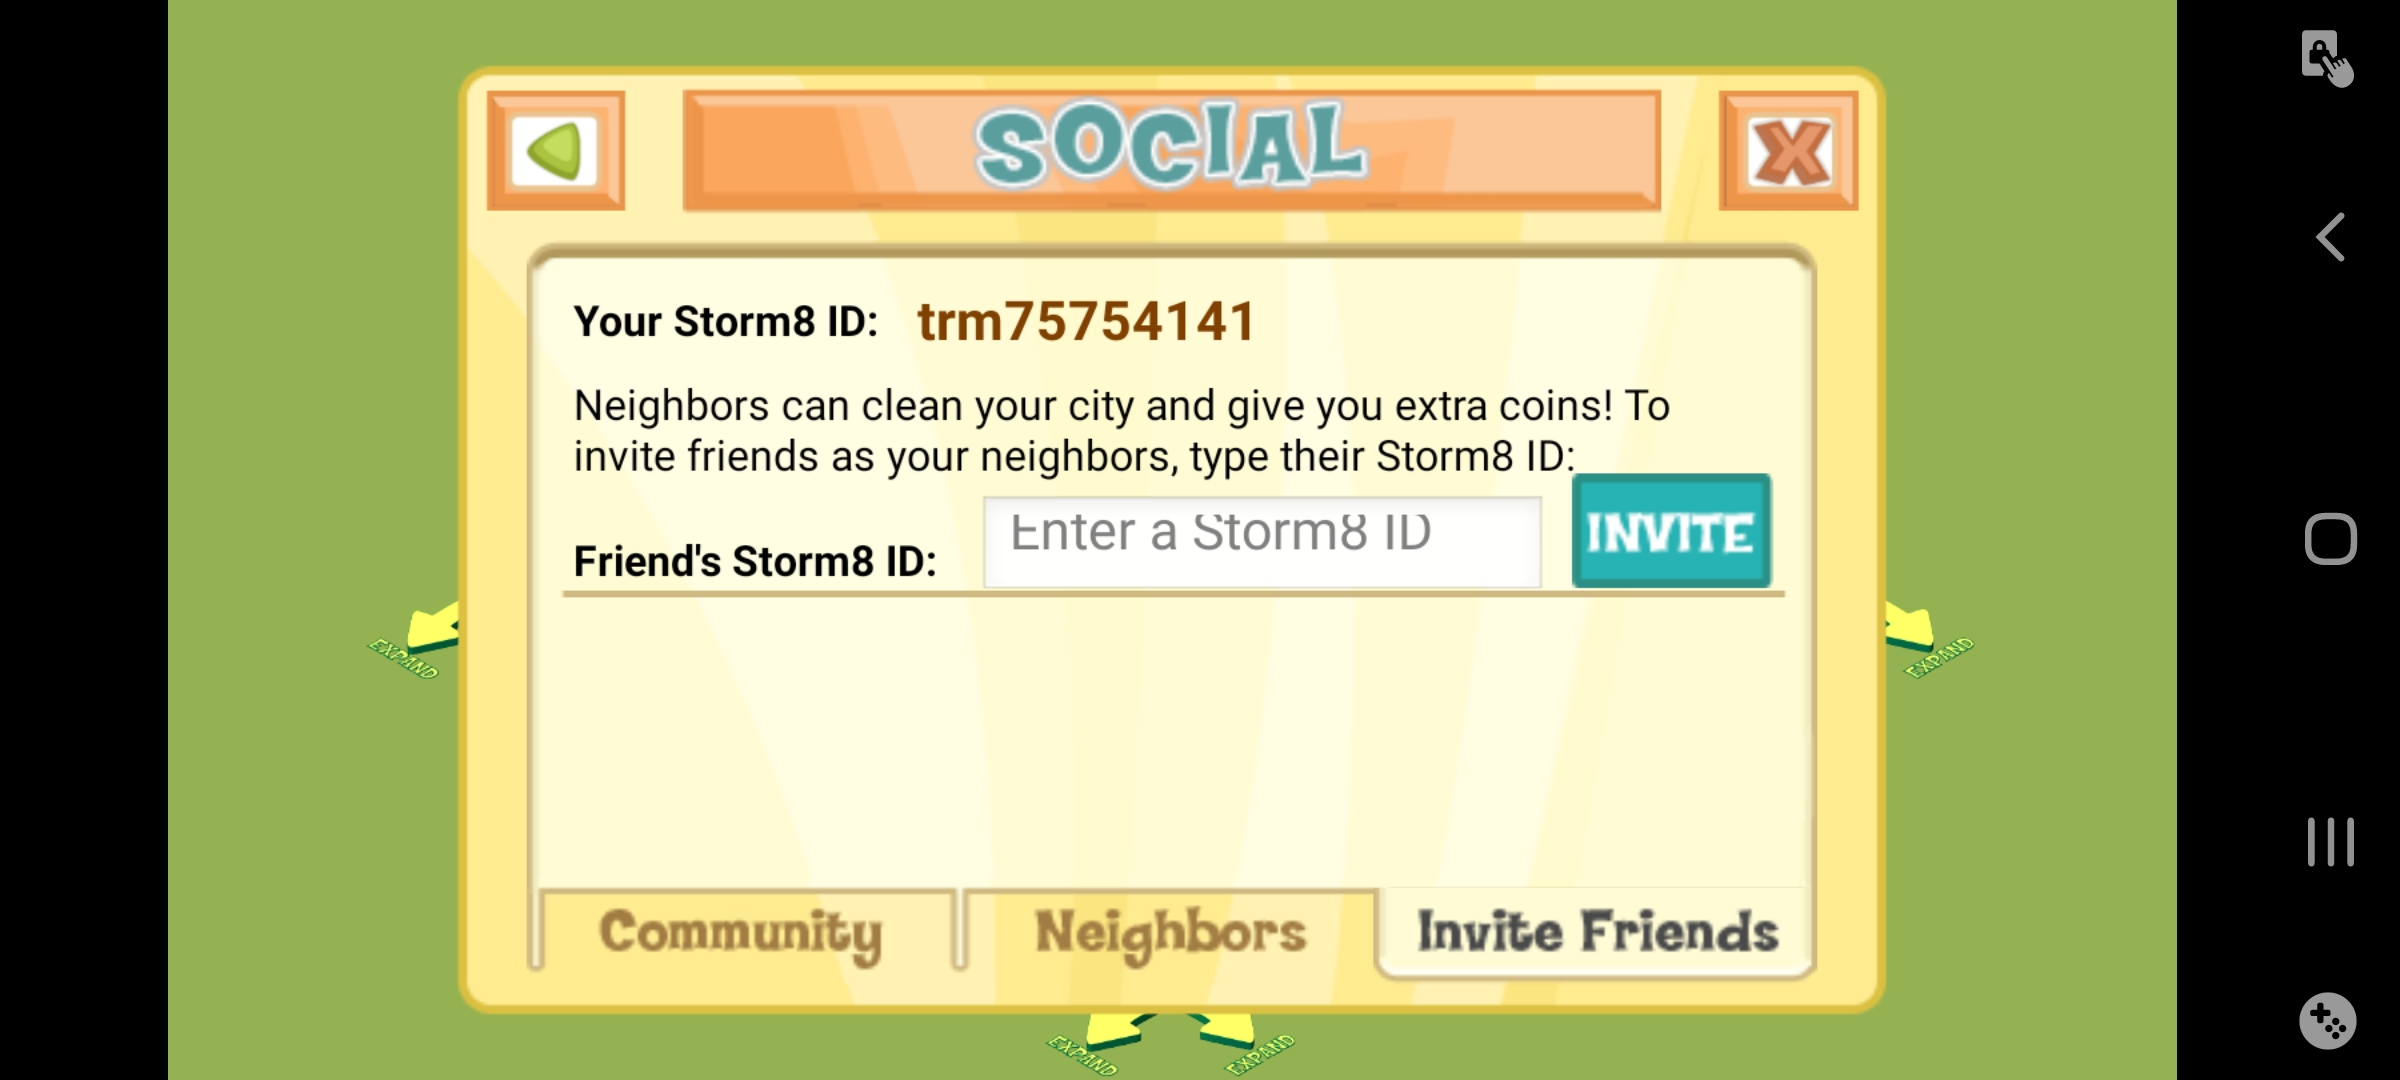 SOCIAL
Your Storm8 ID: trm75754141
Neighbors can clean your city and give you extra coins! To
invite friends as your neighbors, type their Storm8 ID:
Friend's Storm8 ID: Enter a Storm8 ID INVITE
EXPAND EXPAND
Community Neighbors Invite Friends
EXPAND EXPAND